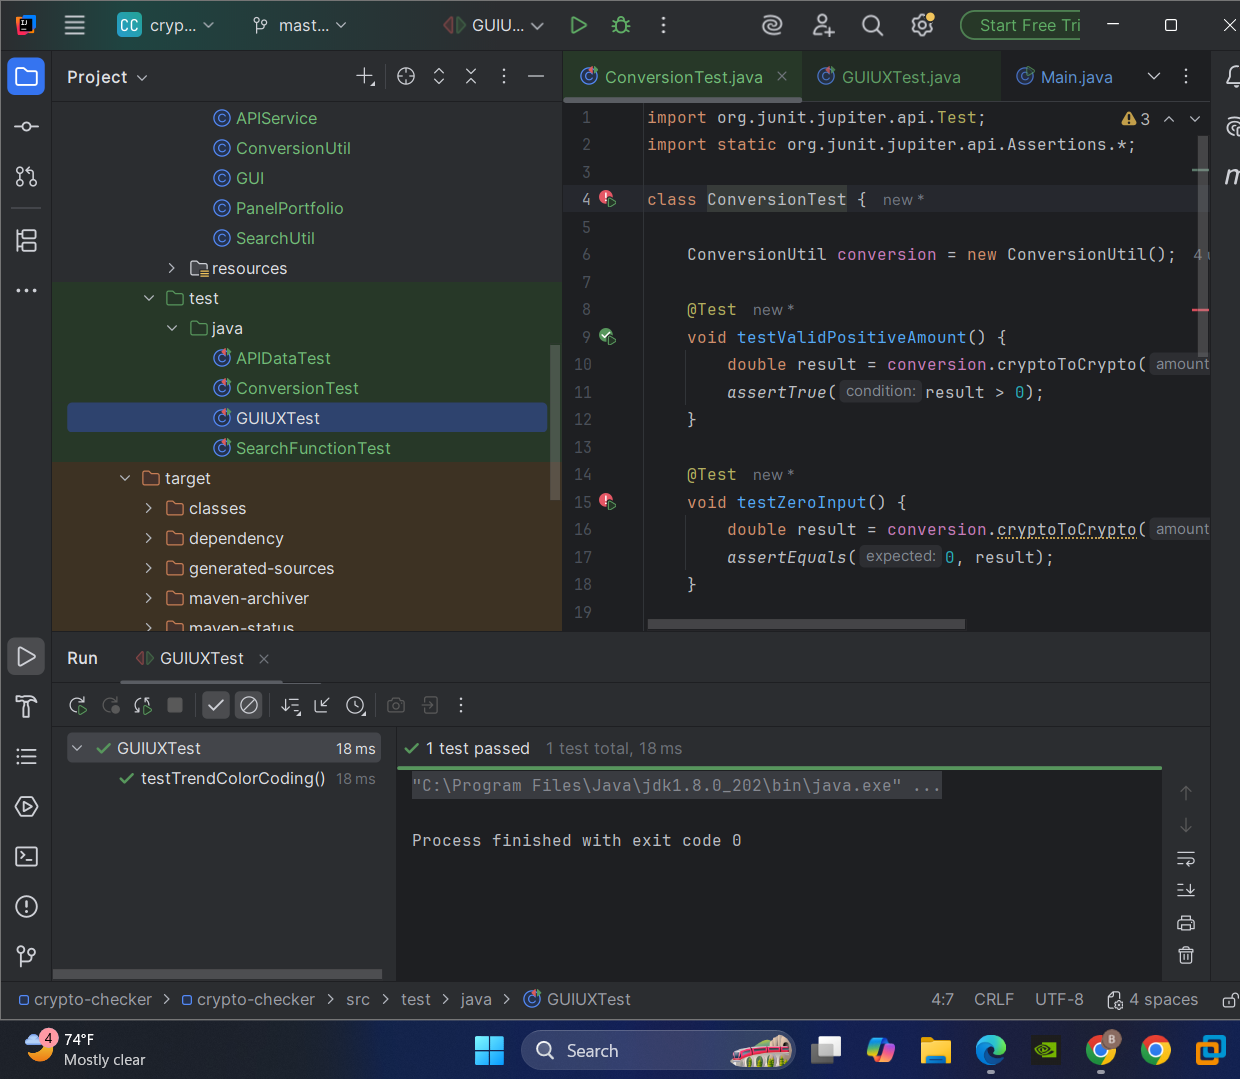 CC cryp... mast... GUIU... Start Free Tri
Project
ConversionTest.java GUIUXTest.java Main.java
APIService
ConversionUtil
GUI
PanelPortfolio
SearchUtil
resources
test
java
APIDataTest
ConversionTest
GUIUXTest
SearchFunctionTest
target
classes
dependency
generated-sources
maven-archiver
maven-status
3
1 import org.junit.jupiter.api.Test;
2 import static org.junit.jupiter.api.Assertions.*;
3
4 class ConversionTest { new *
5
6 ConversionUtil conversion = new ConversionUtil(); 4 u
7
8 @Test new *
9 void testValidPositiveAmount() {
10 double result = conversion.cryptoToCrypto( amount
11 assertTrue( condition: result > 0);
12 }
13
14 @Test new *
15 void testZeroInput() {
16 double result = conversion.cryptoToCrypto( amount
17 assertEquals( expected: 0, result);
18 }
19
m
Run GUIUXTest
GUIUXTest 18 ms
testTrendColorCoding() 18 ms
1 test passed 1 test total, 18 ms
"C:\Program Files\Java\jdk1.8.0_202\bin\java.exe" ...
Process finished with exit code 0
crypto-checker > crypto-checker > src > test > java > GUIUXTest 4:7 CRLF UTF-8 4 spaces
4 74°F
Mostly clear
Search
B